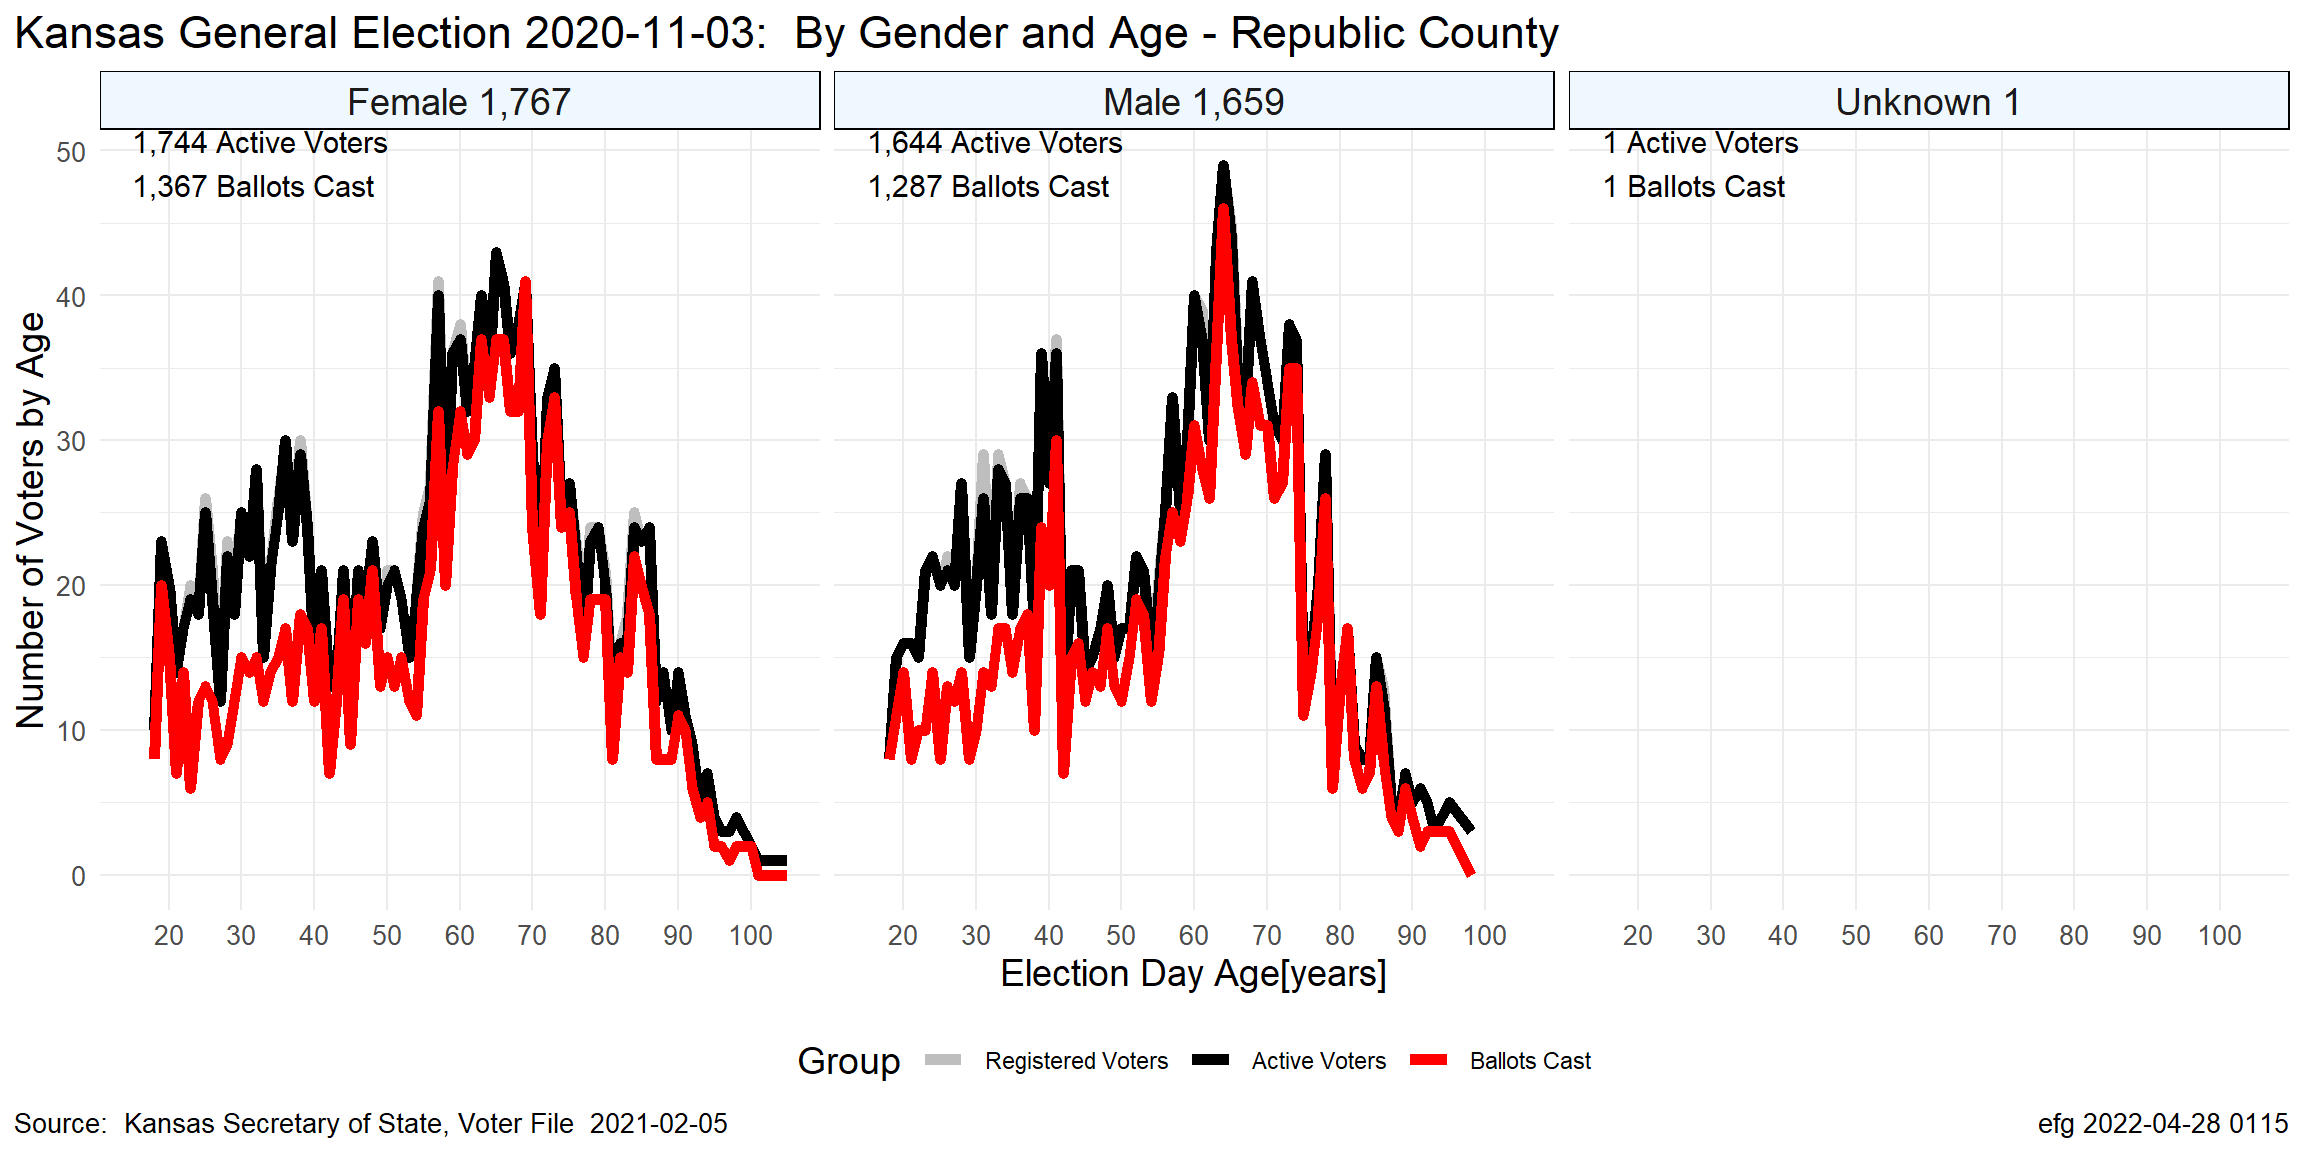 Kansas General Election 2020-11-03:  By Gender and Age - Republic County
Female 1,767
Male 1,659
Unknown 1
1,744 Active Voters
1,367 Ballots Cast
1,644 Active Voters
1,287 Ballots Cast
1 Active Voters
1 Ballots Cast
Number of Voters by Age
50
40
30
20
10
0
20 30 40 50 60 70 80 90 100
20 30 40 50 60 70 80 90 100
20 30 40 50 60 70 80 90 100
Election Day Age[years]
Group Registered Voters Active Voters Ballots Cast
Source:  Kansas Secretary of State, Voter File  2021-02-05
efg 2022-04-28 0115